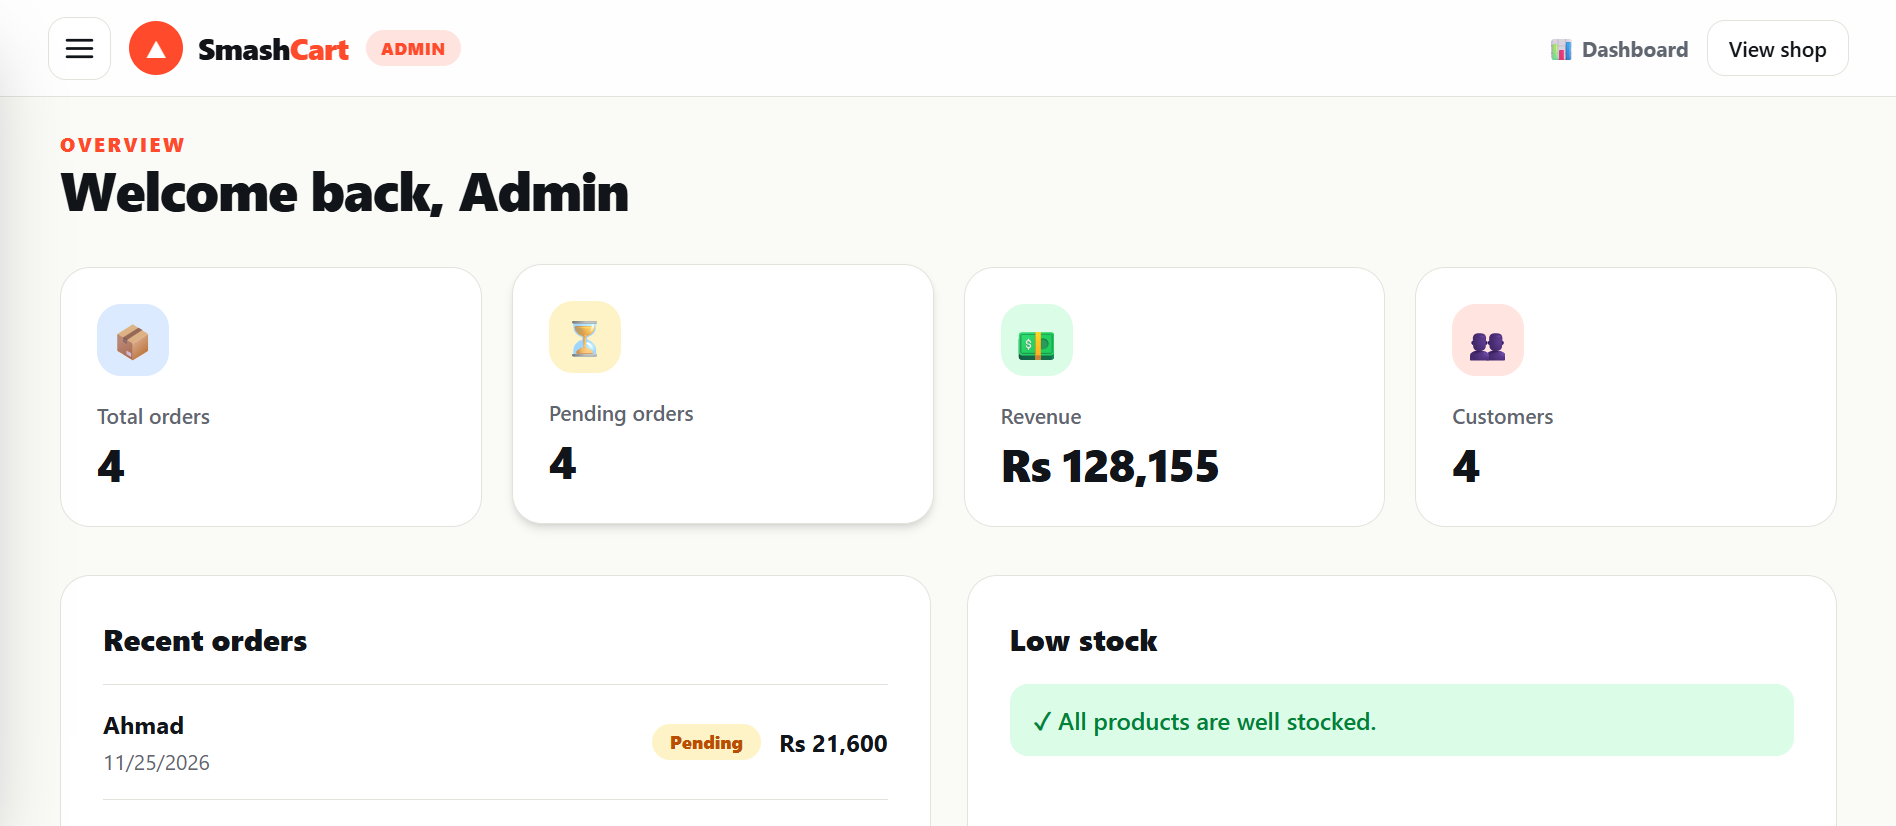 SmashCart ADMIN
Dashboard
View shop
OVERVIEW
Welcome back, Admin
Total orders
4
Pending orders
4
Revenue
Rs 128,155
Customers
4
Recent orders
Ahmad
11/25/2026
Pending
Rs 21,600
Low stock
✓ All products are well stocked.